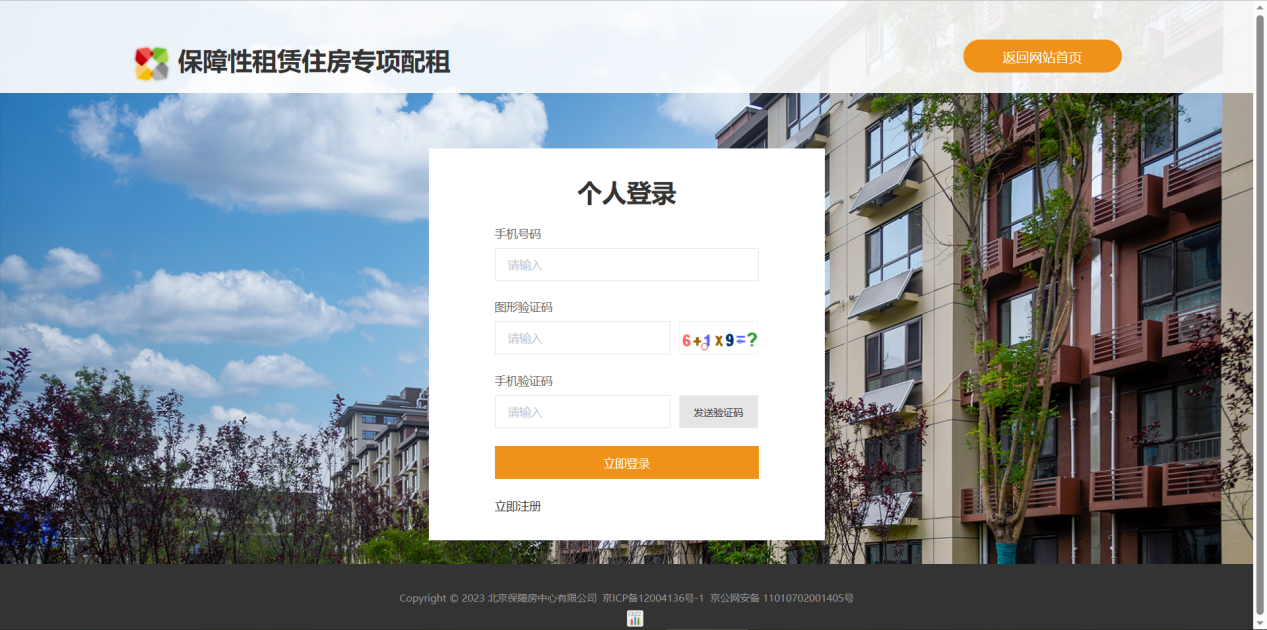 保障性租赁住房专项配租
返回网站首页
个人登录
手机号码
请输入
图形验证码
请输入
6+1x9=?
手机验证码
请输入
发送验证码
立即登录
立即注册
Copyright © 2023 北京保障房中心有限公司 京ICP备12004136号-1 京公网安备 11010702001405号